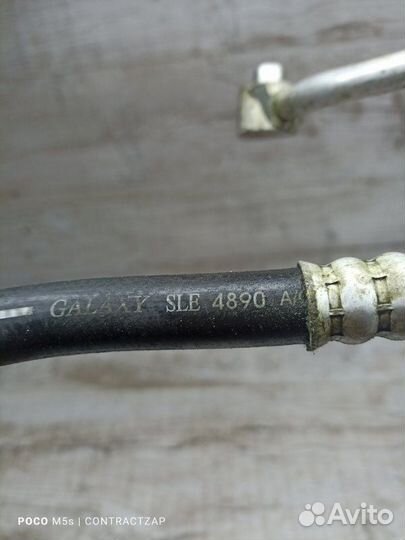 GALAXY SLE 4890 A/
POCO M5s | CONTRACTZAP
Avito